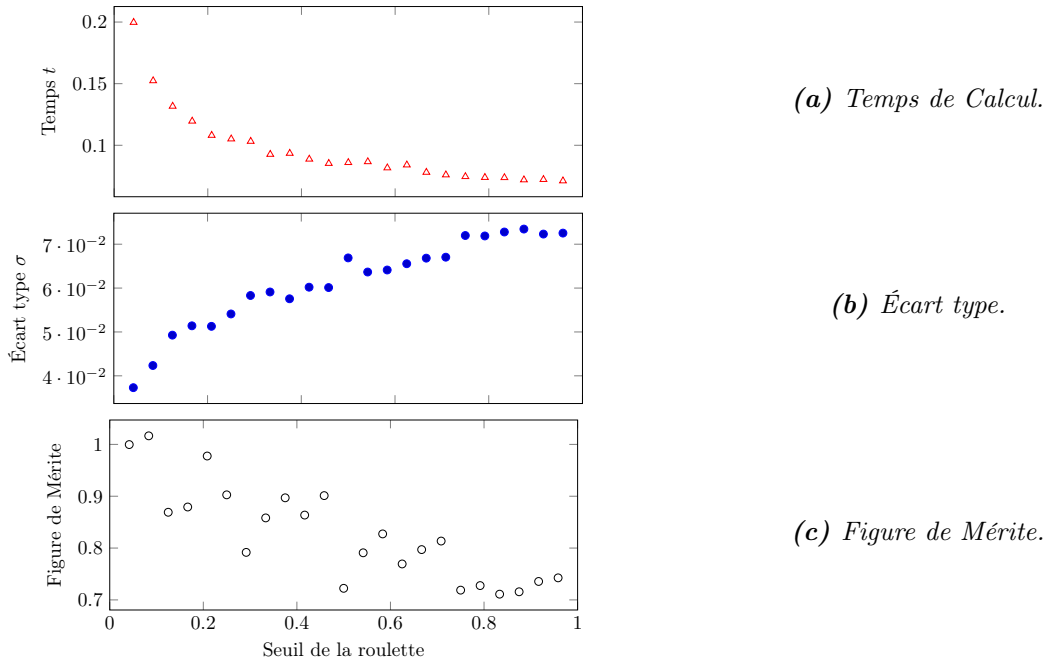 0.2
0.15
0.1
Temps t
(a) Temps de Calcul.
7 · 10⁻²
6 · 10⁻²
5 · 10⁻²
4 · 10⁻²
Écart type σ
(b) Écart type.
1
0.9
0.8
0.7
Figure de Mérite
(c) Figure de Mérite.
0 0.2 0.4 0.6 0.8 1
Seuil de la roulette